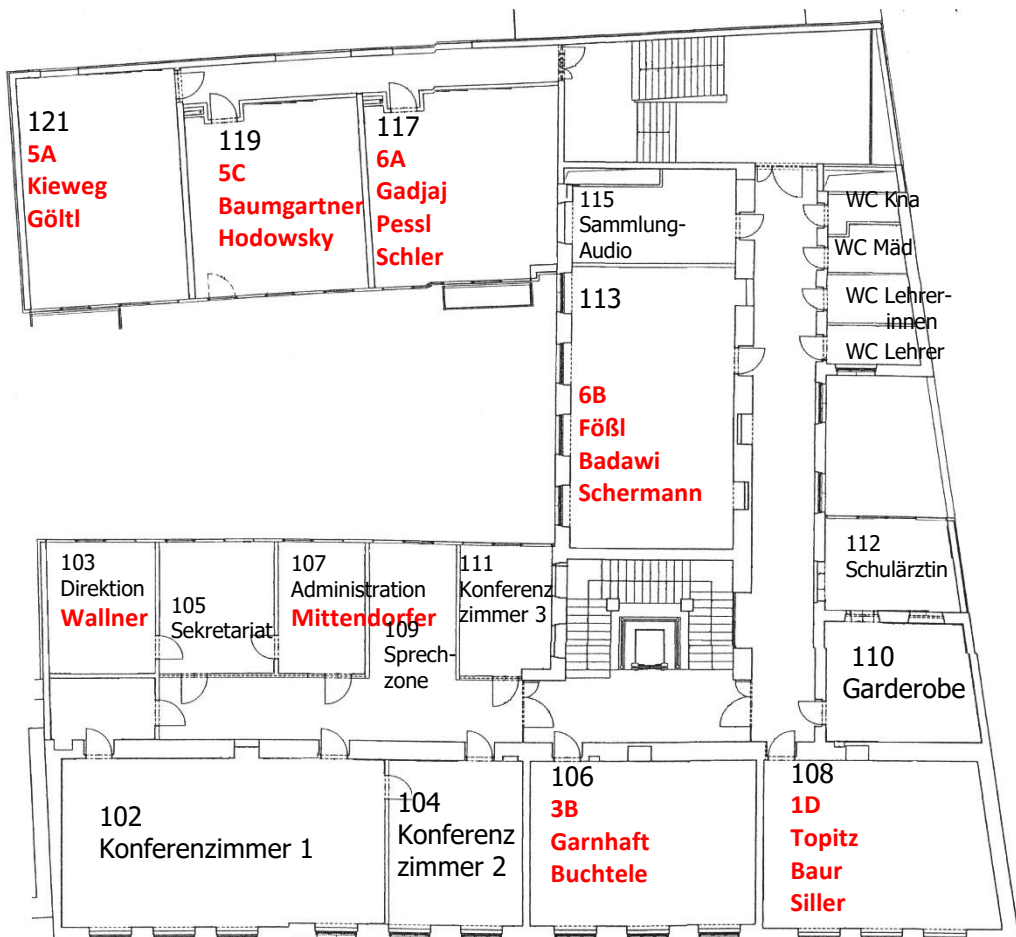 121
5A
Kieweg
Göltl
119
5C
Baumgartner
Hodowsky
117
6A
Gadjaj
Pessl
Schler
115
Sammlung-
Audio
WC Kna
WC Mäd
WC Lehrer-
innen
WC Lehrer
113
6B
Fößl
Badawi
Schermann
103
Direktion
Wallner
105
Sekretariat
107
Administration
Mittendorfer
109
Sprech-
zone
111
Konferenz
zimmer 3
112
Schulärztin
110
Garderobe
102
Konferenzimmer 1
104
Konferenz
zimmer 2
106
3B
Garnhaft
Buchtele
108
1D
Topitz
Baur
Siller